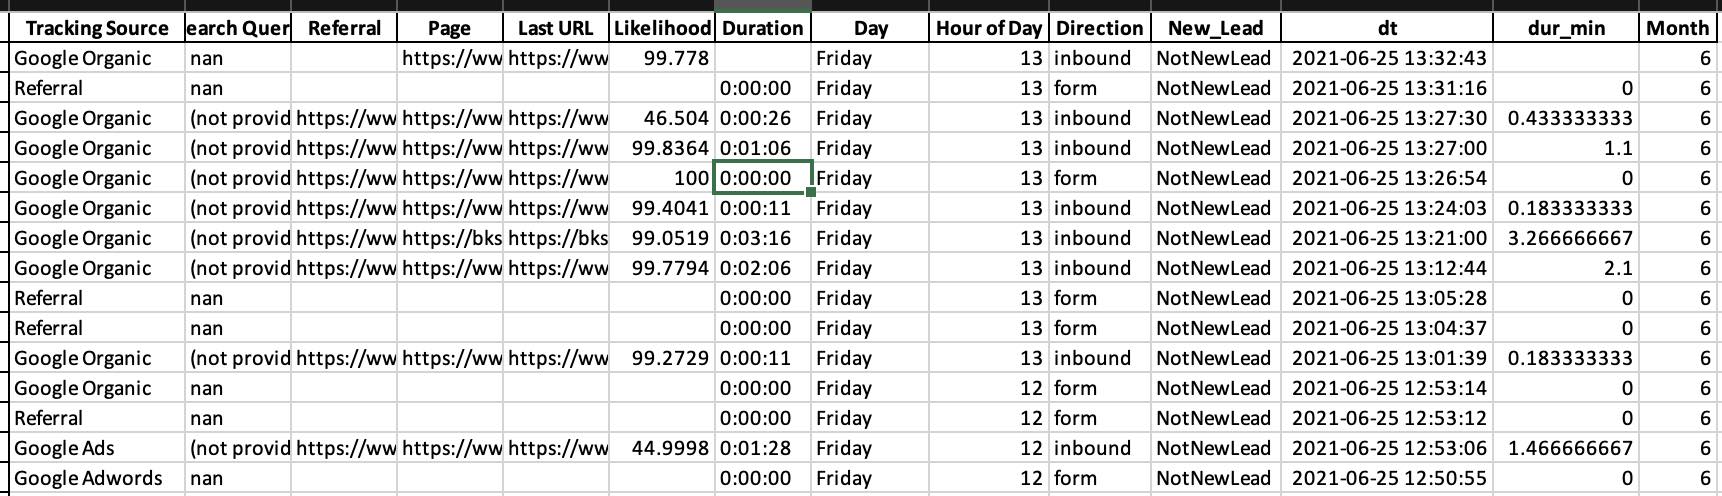 Tracking Source earch Quer Referral Page Last URL Likelihood Duration Day Hour of Day Direction New_Lead dt dur_min Month
Google Organic nan https://ww https://ww 99.778 Friday 13 inbound NotNewLead 2021-06-25 13:32:43 6
Referral nan 0:00:00 Friday 13 form NotNewLead 2021-06-25 13:31:16 0 6
Google Organic (not provid https://ww https://ww https://ww 46.504 0:00:26 Friday 13 inbound NotNewLead 2021-06-25 13:27:30 0.433333333 6
Google Organic (not provid https://ww https://ww https://ww 99.8364 0:01:06 Friday 13 inbound NotNewLead 2021-06-25 13:27:00 1.1 6
Google Organic (not provid https://ww https://ww https://ww 100 0:00:00 Friday 13 form NotNewLead 2021-06-25 13:26:54 0 6
Google Organic (not provid https://ww https://ww https://ww 99.4041 0:00:11 Friday 13 inbound NotNewLead 2021-06-25 13:24:03 0.183333333 6
Google Organic (not provid https://ww https://bks https://bks 99.0519 0:03:16 Friday 13 inbound NotNewLead 2021-06-25 13:21:00 3.266666667 6
Google Organic (not provid https://ww https://ww https://ww 99.7794 0:02:06 Friday 13 inbound NotNewLead 2021-06-25 13:12:44 2.1 6
Referral nan 0:00:00 Friday 13 form NotNewLead 2021-06-25 13:05:28 0 6
Referral nan 0:00:00 Friday 13 form NotNewLead 2021-06-25 13:04:37 0 6
Google Organic (not provid https://ww https://ww https://ww 99.2729 0:00:11 Friday 13 inbound NotNewLead 2021-06-25 13:01:39 0.183333333 6
Google Organic nan 0:00:00 Friday 12 form NotNewLead 2021-06-25 12:53:14 0 6
Referral nan 0:00:00 Friday 12 form NotNewLead 2021-06-25 12:53:12 0 6
Google Ads (not provid https://ww https://ww https://ww 44.9998 0:01:28 Friday 12 inbound NotNewLead 2021-06-25 12:53:06 1.466666667 6
Google Adwords nan 0:00:00 Friday 12 form NotNewLead 2021-06-25 12:50:55 0 6